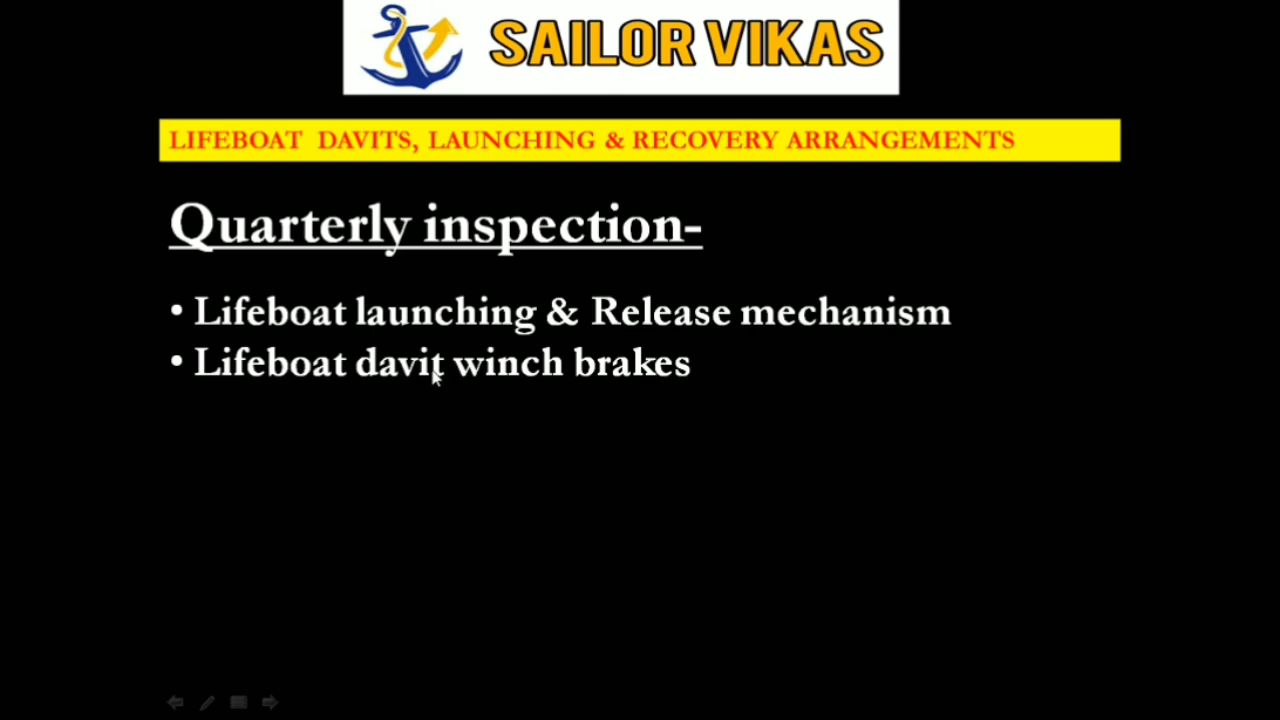 SAILOR VIKAS
LIFEBOAT DAVITS, LAUNCHING & RECOVERY ARRANGEMENTS
Quarterly inspection-
• Lifeboat launching & Release mechanism
• Lifeboat davit winch brakes